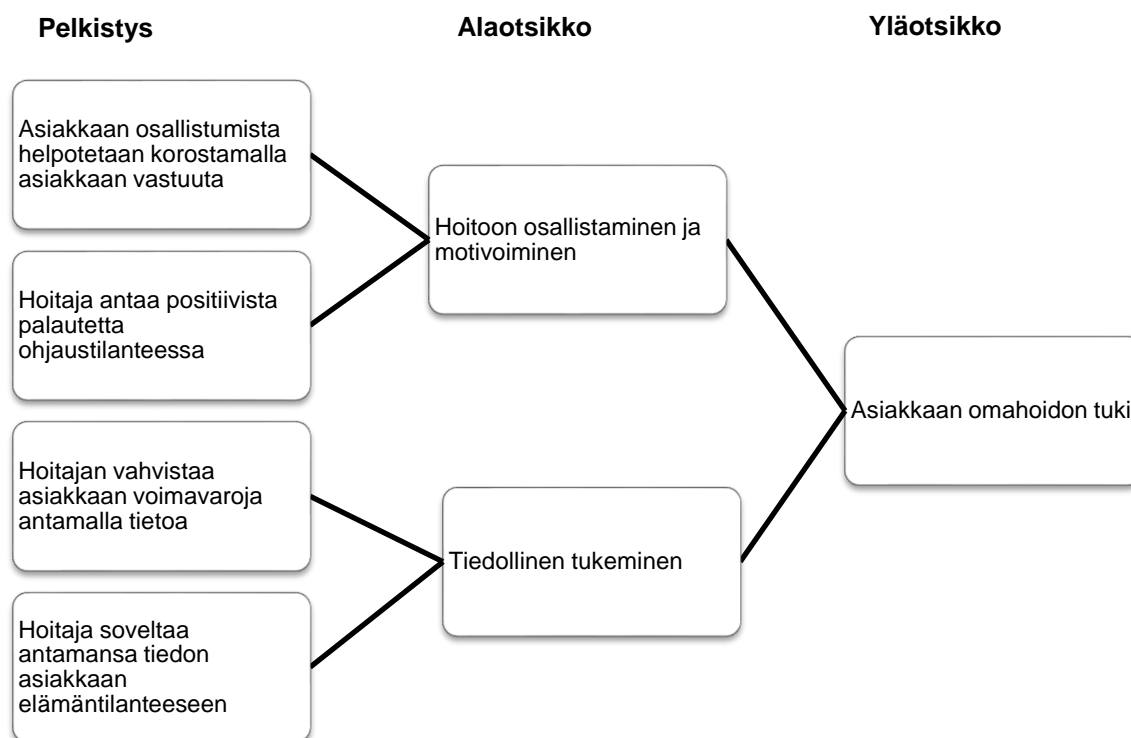 Pelkistys
Alaotsikko
Yläotsikko
Asiakkaan osallistumista
helpotetaan korostamalla
asiakkaan vastuuta
Hoitaja antaa positiivista
palautetta
ohjaustilanteessa
Hoitajan vahvistaa
asiakkaan voimavaroja
antamalla tietoa
Hoitaja soveltaa
antamansa tiedon
asiakkaan
elämäntilanteeseen
Hoitoon osallistaminen ja
motivoiminen
Tiedollinen tukeminen
Asiakkaan omahoidon tuki